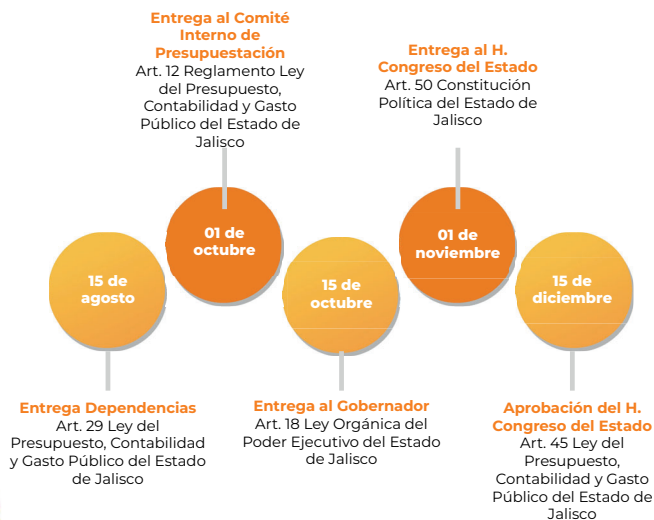 Entrega al Comité
Interno de
Presupuestación
Art. 12 Reglamento Ley
del Presupuesto,
Contabilidad y Gasto
Público del Estado de
Jalisco
Entrega al H.
Congreso del Estado
Art. 50 Constitución
Política del Estado de
Jalisco
15 de
agosto
01 de
octubre
15 de
octubre
01 de
noviembre
15 de
diciembre
Entrega Dependencias
Art. 29 Ley del
Presupuesto, Contabilidad
y Gasto Público del Estado
de Jalisco
Entrega al Gobernador
Art. 18 Ley Orgánica del
Poder Ejecutivo del Estado
de Jalisco
Aprobación del H.
Congreso del Estado
Art. 45 Ley del
Presupuesto,
Contabilidad y Gasto
Público del Estado de
Jalisco